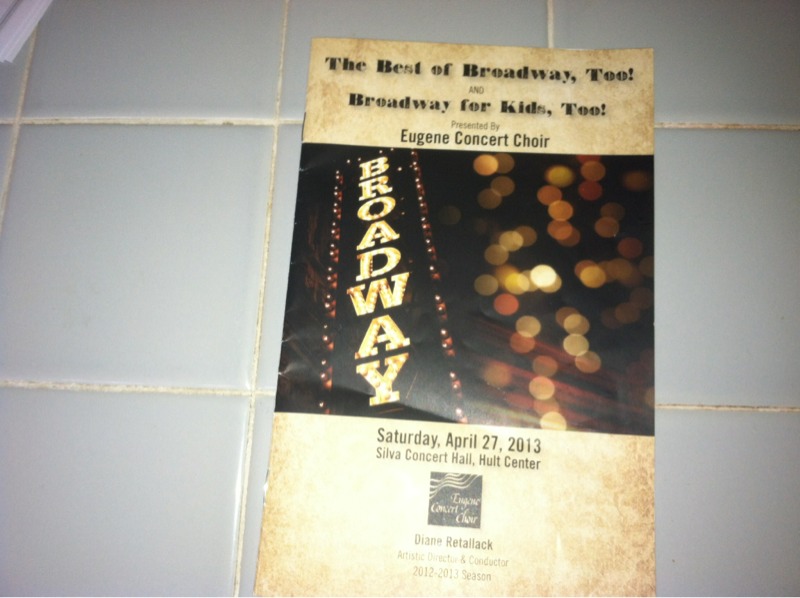 The Best of Broadway, Too!
AND
Broadway for Kids, Too!
Presented By
Eugene Concert Choir
BROADWAY
Saturday, April 27, 2013
Silva Concert Hall, Hult Center
Eugene
Concert
Choir
Diane Retallack
Artistic Director & Conductor
2012-2013 Season